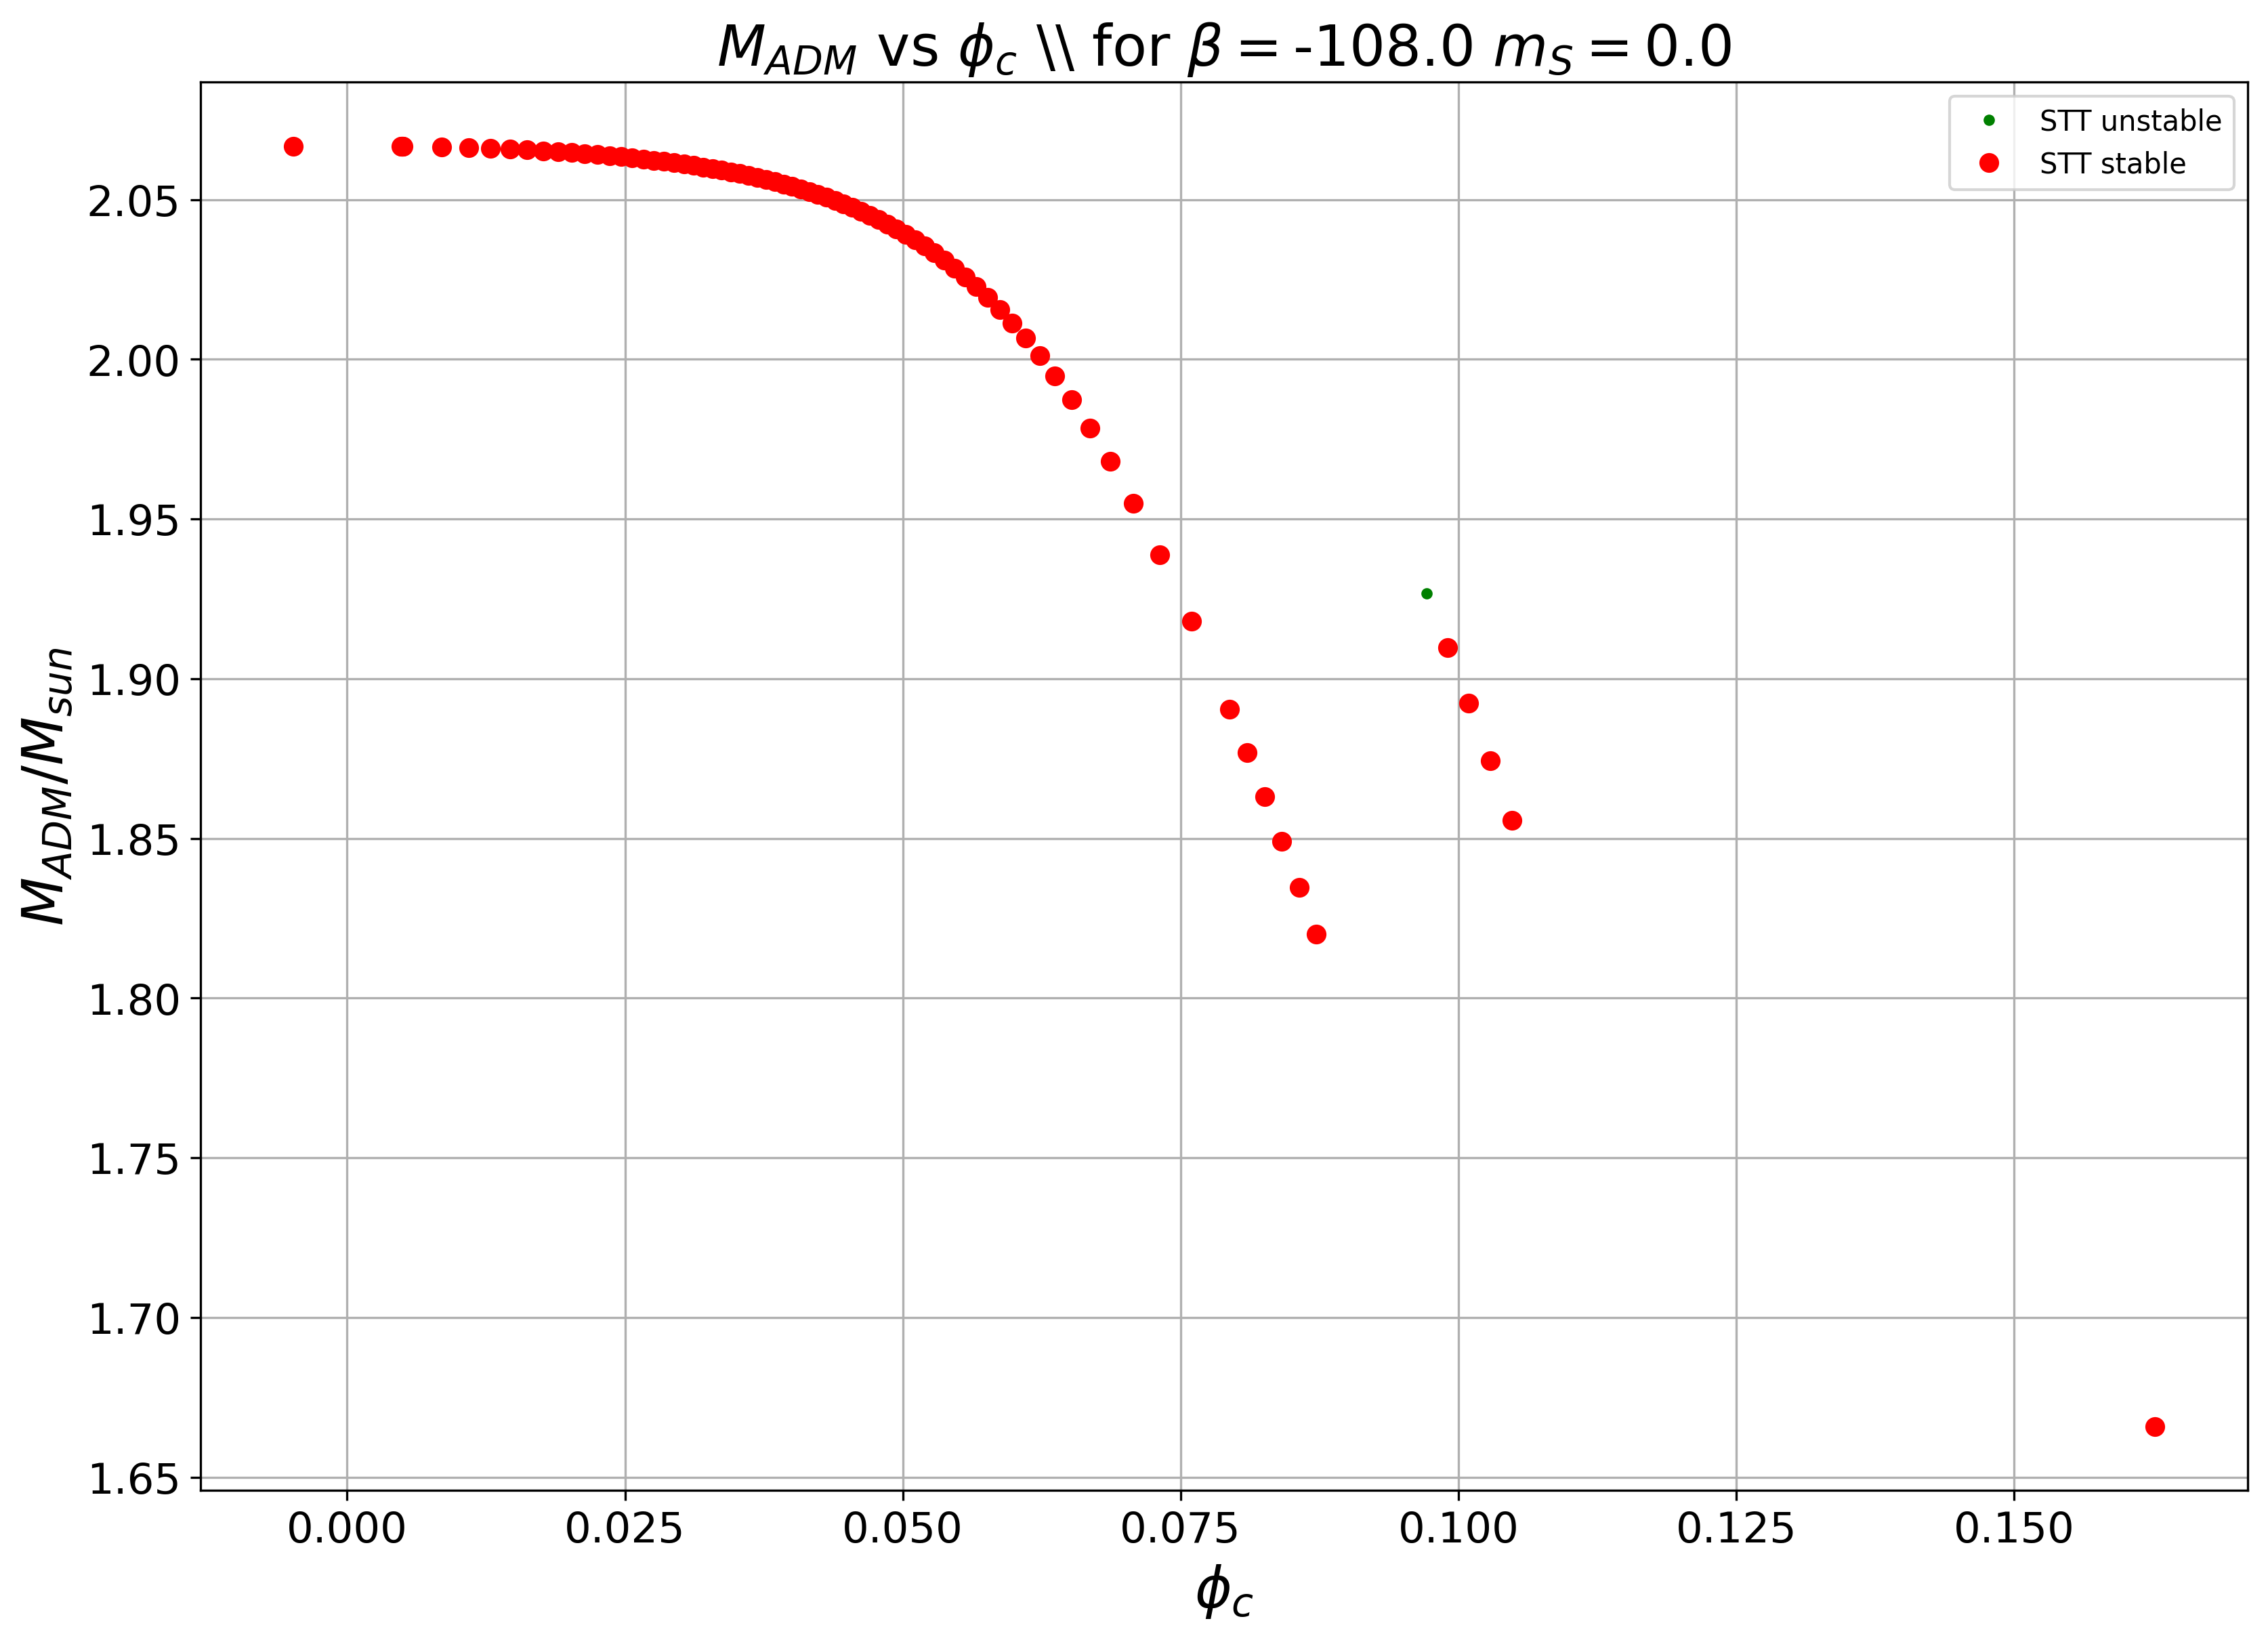 M_ADM vs ϕ_c \\ for β = -108.0 m_S = 0.0
STT unstable
STT stable
M_ADM/M_sun
2.05
2.00
1.95
1.90
1.85
1.80
1.75
1.70
1.65
0.000 0.025 0.050 0.075 0.100 0.125 0.150
ϕ_c